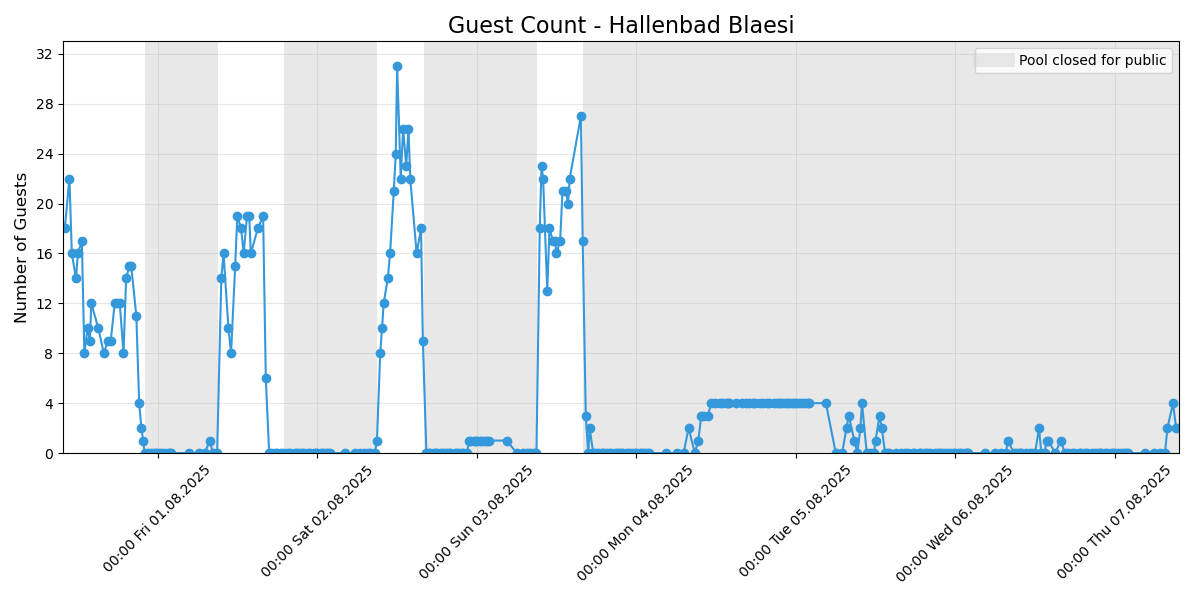 Guest Count - Hallenbad Blaesi
Pool closed for public
Number of Guests
32
28
24
20
16
12
8
4
0
00:00 Fri 01.08.2025
00:00 Sat 02.08.2025
00:00 Sun 03.08.2025
00:00 Mon 04.08.2025
00:00 Tue 05.08.2025
00:00 Wed 06.08.2025
00:00 Thu 07.08.2025